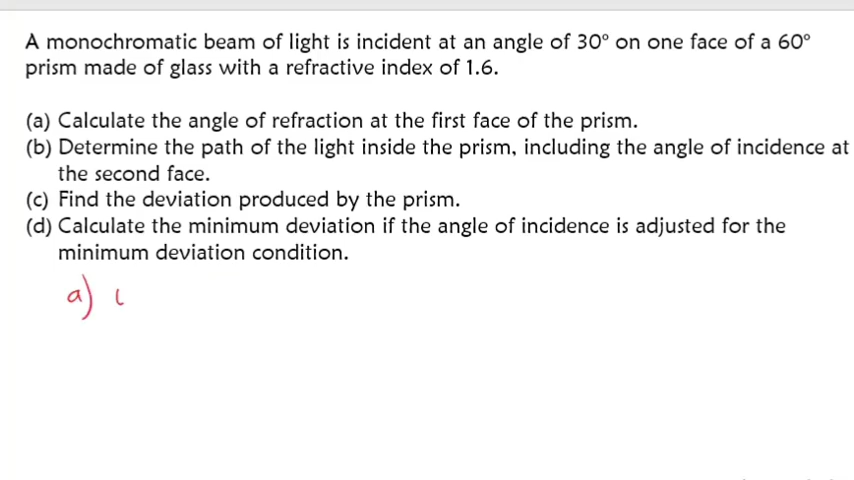 A monochromatic beam of light is incident at an angle of 30° on one face of a 60°
prism made of glass with a refractive index of 1.6.
(a) Calculate the angle of refraction at the first face of the prism.
(b) Determine the path of the light inside the prism, including the angle of incidence at
the second face.
(c) Find the deviation produced by the prism.
(d) Calculate the minimum deviation if the angle of incidence is adjusted for the
minimum deviation condition.
a)